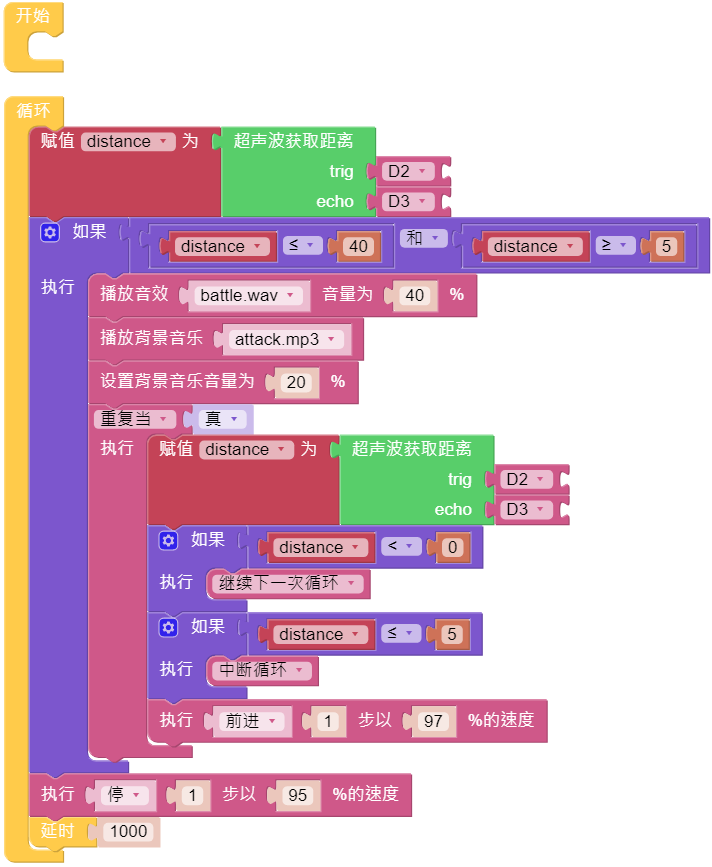 开始
循环
赋值 distance 为 超声波获取距离
trig D2
echo D3
如果 distance ≤ 40 和 distance ≥ 5
执行 播放音效 battle.wav 音量为 40 %
播放背景音乐 attack.mp3
设置背景音乐音量为 20 %
重复当 真
执行 赋值 distance 为 超声波获取距离
trig D2
echo D3
如果 distance < 0
执行 继续下一次循环
如果 distance ≤ 5
执行 中断循环
执行 前进 1 步以 97 %的速度
执行 停 1 步以 95 %的速度
延时 1000